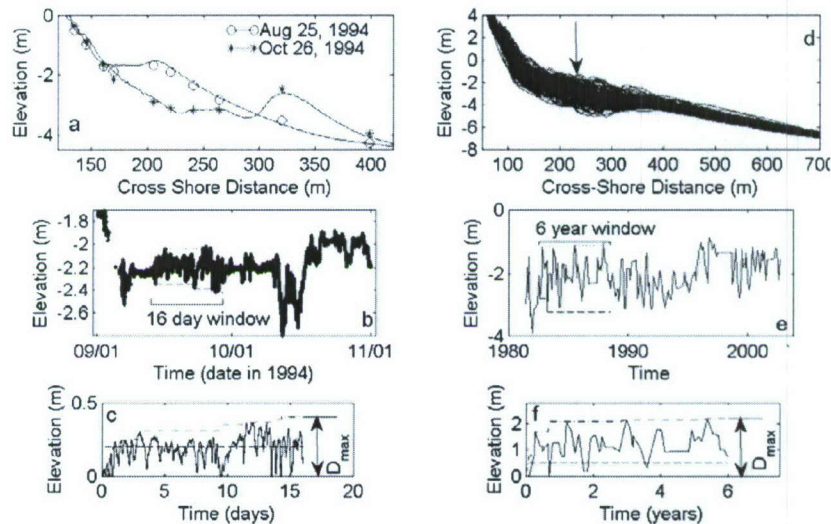 a
Elevation (m)
0
-2
-4
Aug 25, 1994
Oct 26, 1994
150
200
250
300
350
400
Cross Shore Distance (m)
d
Elevation (m)
4
2
0
-2
-4
-6
-8
100
200
300
400
500
600
700
Cross-Shore Distance (m)
b
Elevation (m)
-1.8
-2
-2.2
-2.4
-2.6
16 day window
09/01
10/01
11/01
Time (date in 1994)
e
Elevation (m)
0
-2
-4
6 year window
1980
1990
2000
Time
c
Elevation (m)
0.5
0
Dmax
0
5
10
15
20
Time (days)
f
Elevation (m)
2
1
0
Dmax
0
2
4
6
Time (years)